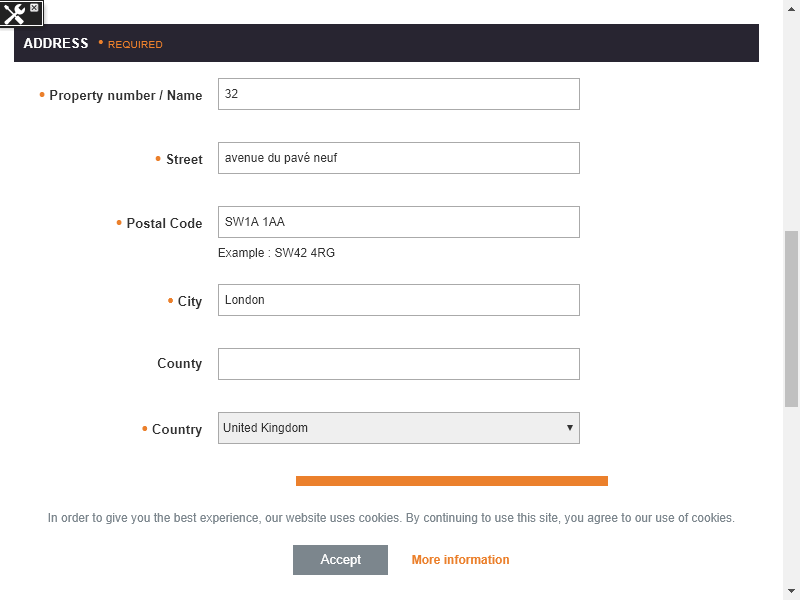 ADDRESS • REQUIRED
• Property number / Name 32
• Street avenue du pavé neuf
• Postal Code SW1A 1AA
Example : SW42 4RG
• City London
County
• Country United Kingdom
In order to give you the best experience, our website uses cookies. By continuing to use this site, you agree to our use of cookies.
Accept More information